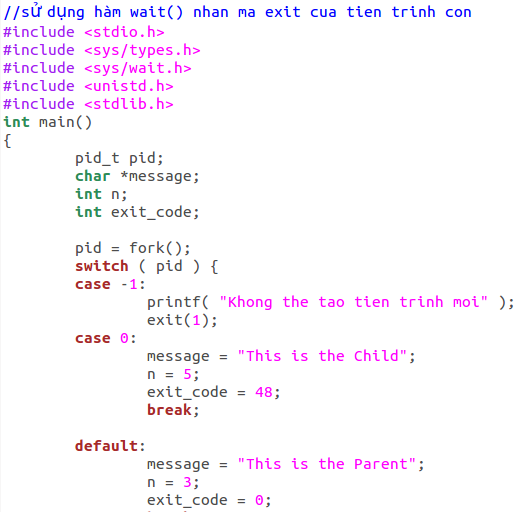 //sử dụng hàm wait() nhan ma exit cua tien trinh con
#include <stdio.h>
#include <sys/types.h>
#include <sys/wait.h>
#include <unistd.h>
#include <stdlib.h>
int main()
{
pid_t pid;
char *message;
int n;
int exit_code;
pid = fork();
switch ( pid ) {
case -1:
printf( "Khong the tao tien trinh moi" );
exit(1);
case 0:
message = "This is the Child";
n = 5;
exit_code = 48;
break;
default:
message = "This is the Parent";
n = 3;
exit_code = 0;